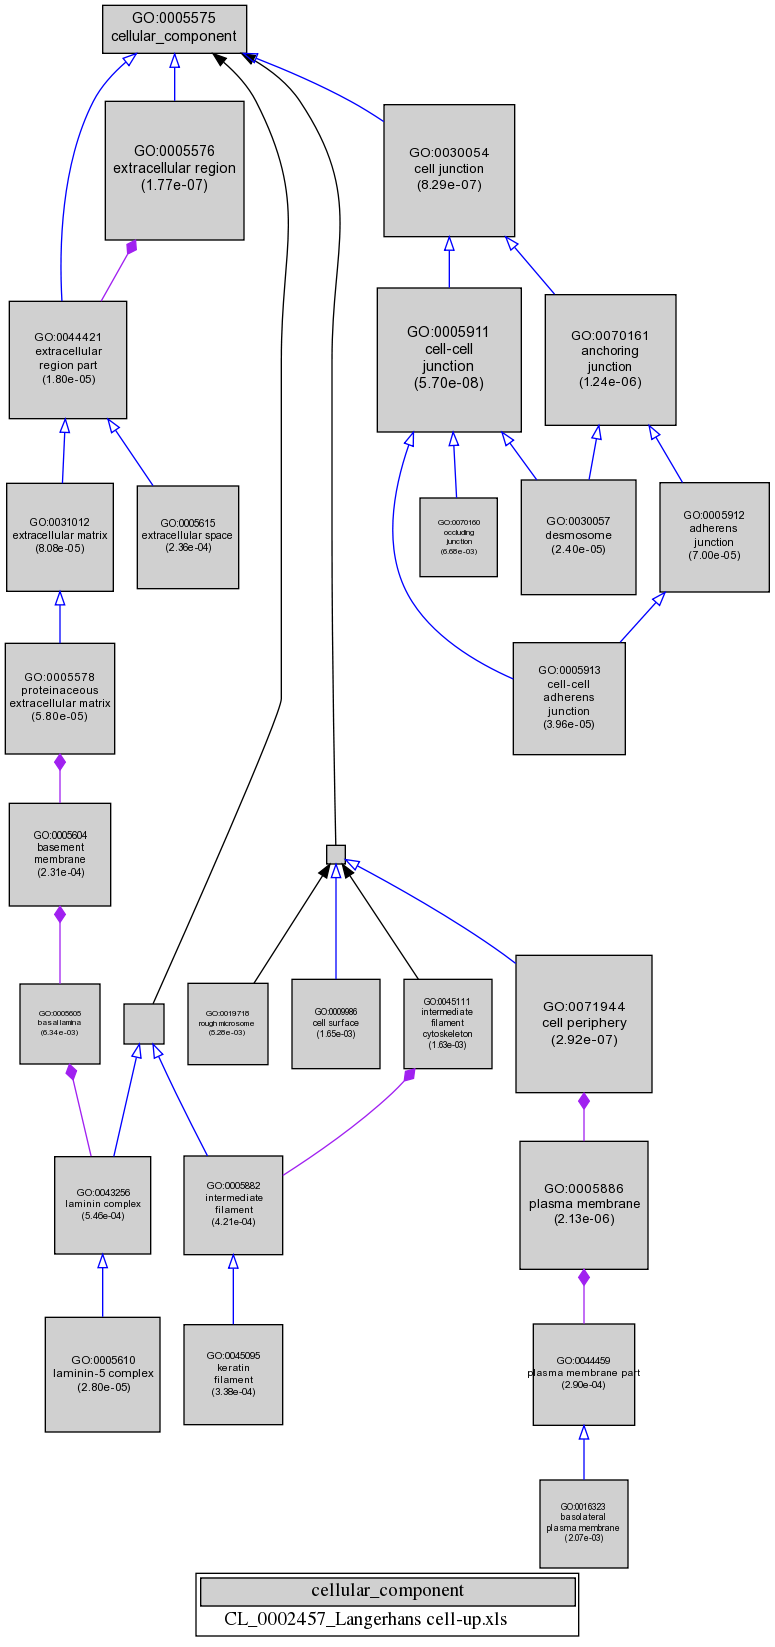 GO:0005575
cellular_component
GO:0005576
extracellular region
(1.77e-07)
GO:0030054
cell junction
(8.29e-07)
GO:0044421
extracellular
region part
(1.80e-05)
GO:0005911
cell-cell
junction
(5.70e-08)
GO:0070161
anchoring
junction
(1.24e-06)
GO:0031012
extracellular matrix
(8.08e-05)
GO:0005615
extracellular space
(2.36e-04)
GO:0070160
occluding
junction
(6.68e-03)
GO:0030057
desmosome
(2.40e-05)
GO:0005912
adherens
junction
(7.00e-05)
GO:0005578
proteinaceous
extracellular matrix
(5.80e-05)
GO:0005913
cell-cell
adherens
junction
(3.96e-05)
GO:0005604
basement
membrane
(2.31e-04)
GO:0005605
basal lamina
(6.34e-03)
GO:0019718
rough microsome
(5.26e-03)
GO:0009986
cell surface
(1.65e-03)
GO:0045111
intermediate
filament
cytoskeleton
(1.63e-03)
GO:0071944
cell periphery
(2.92e-07)
GO:0043256
laminin complex
(5.46e-04)
GO:0005882
intermediate
filament
(4.21e-04)
GO:0005886
plasma membrane
(2.13e-06)
GO:0005610
laminin-5 complex
(2.80e-05)
GO:0045095
keratin
filament
(3.38e-04)
GO:0044459
plasma membrane part
(2.90e-04)
GO:0016323
basolateral
plasma membrane
(2.07e-03)
cellular_component
CL_0002457_Langerhans cell-up.xls